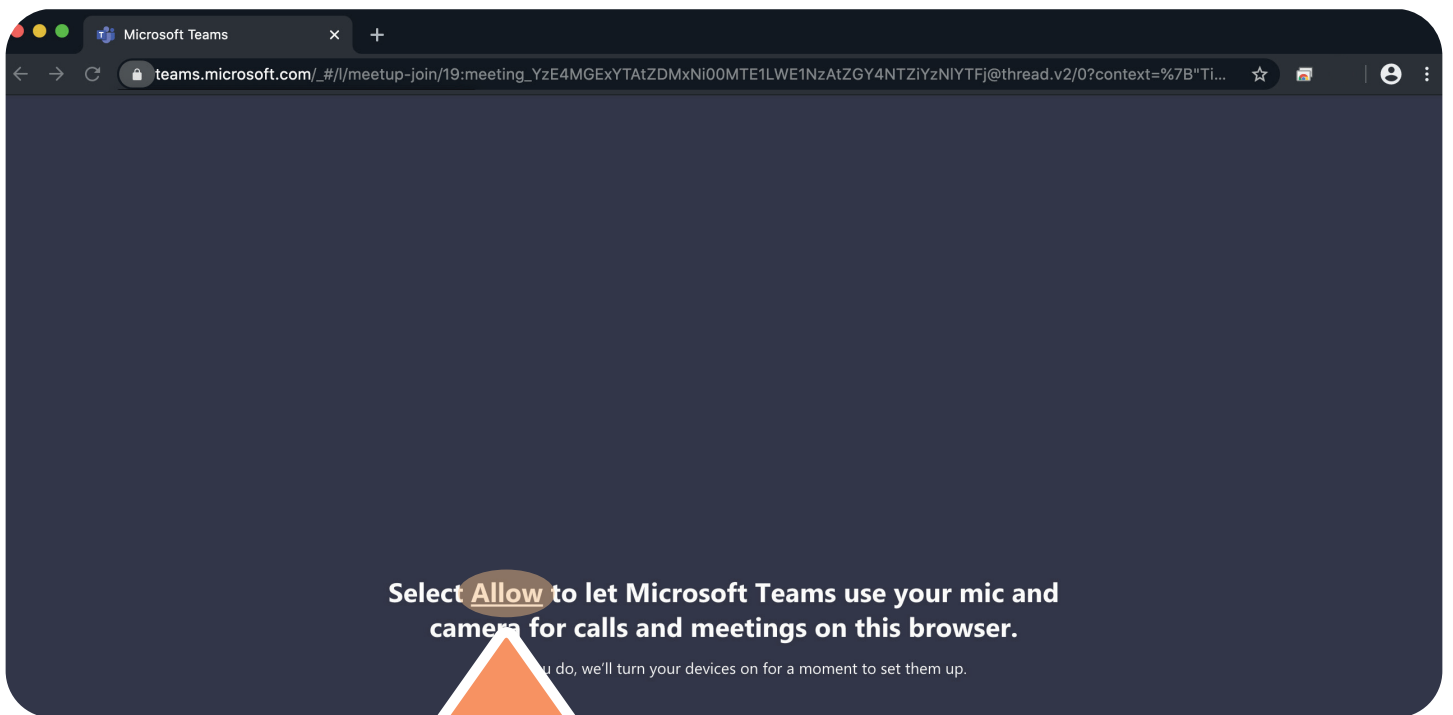 Microsoft Teams
teams.microsoft.com/_#/l/meetup-join/19:meeting_YzE4MGExYTAtZDMxNi00MTE1LWE1NzAtZGY4NTZiYzNlYTFj@thread.v2/0?context=%7B"Ti...
Select Allow to let Microsoft Teams use your mic and
camera for calls and meetings on this browser.
do, we'll turn your devices on for a moment to set them up.